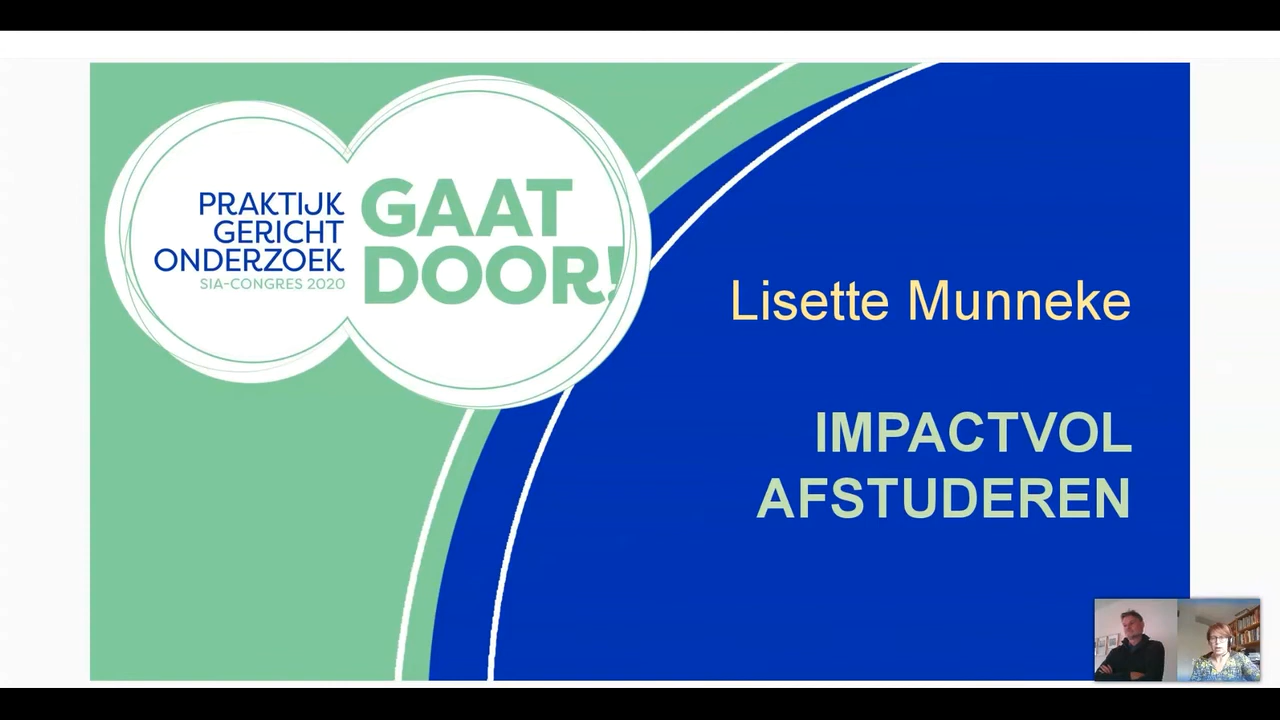 PRAKTIJK
GERICHT
ONDERZOEK
SIA-CONGRES 2020
GAAT
DOOR!
Lisette Munneke
IMPACTVOL
AFSTUDEREN